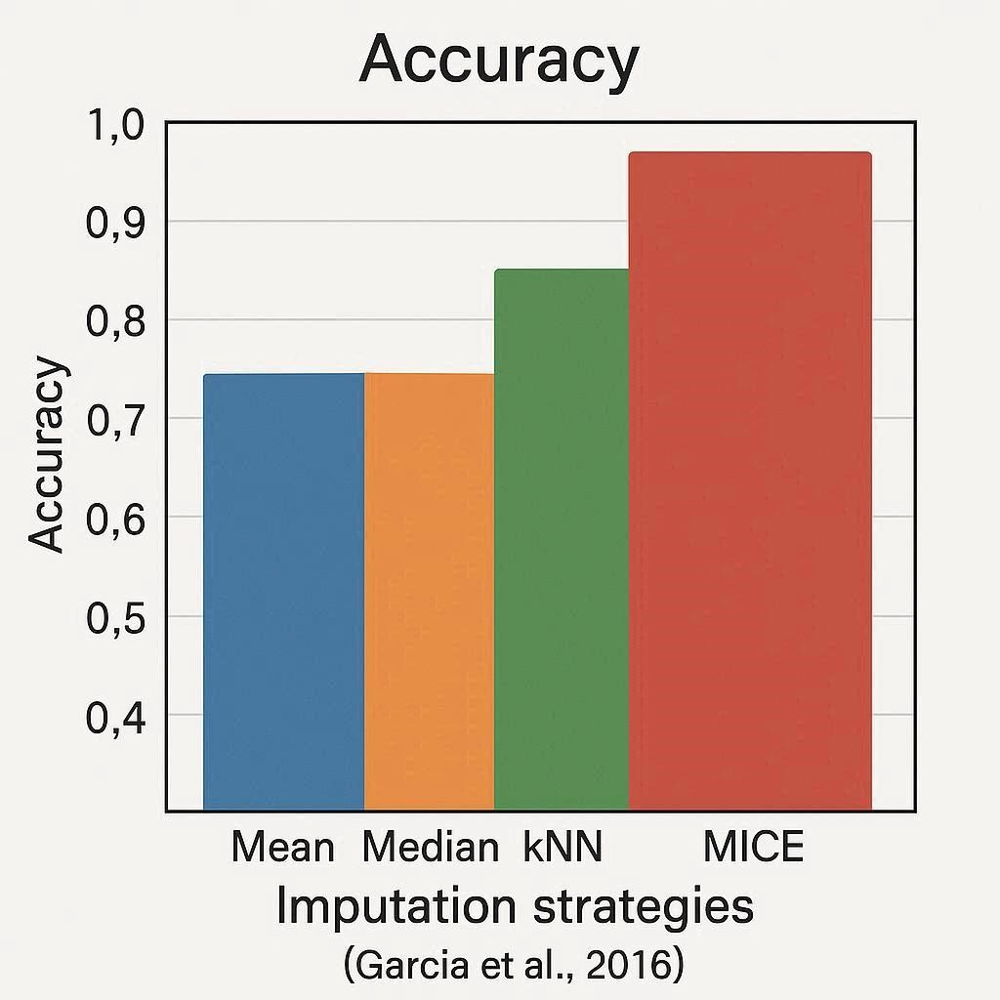 Accuracy
1,0
0,9
0,8
0,7
0,6
0,5
0,4
Accuracy
Mean Median kNN MICE
Imputation strategies
(Garcia et al., 2016)